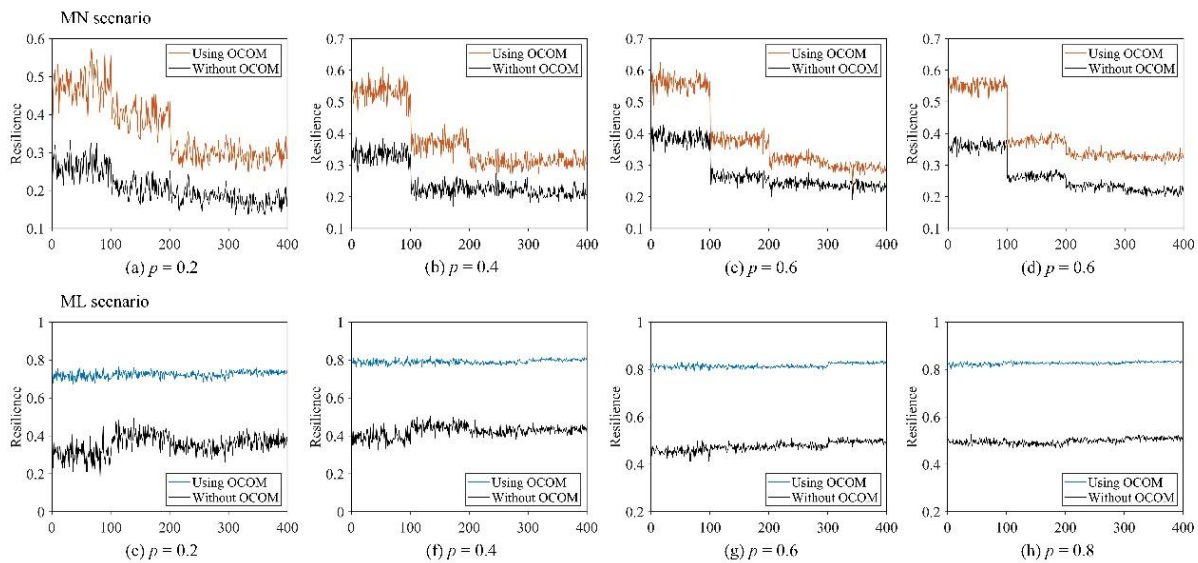 MN scenario
0.6 0.5 0.4 0.3 0.2 0.1
Resilience
Using OCOM
Without OCOM
0 100 200 300 400
(a) p = 0.2
0.7 0.6 0.5 0.4 0.3 0.2 0.1
Resilience
Using OCOM
Without OCOM
0 100 200 300 400
(b) p = 0.4
0.7 0.6 0.5 0.4 0.3 0.2 0.1
Resilience
Using OCOM
Without OCOM
0 100 200 300 400
(c) p = 0.6
0.7 0.6 0.5 0.4 0.3 0.2 0.1
Resilience
Using OCOM
Without OCOM
0 100 200 300 400
(d) p = 0.6
ML scenario
1 0.8 0.6 0.4 0.2 0
Resilience
Using OCOM
Without OCOM
0 100 200 300 400
(e) p = 0.2
1 0.8 0.6 0.4 0.2 0
Resilience
Using OCOM
Without OCOM
0 100 200 300 400
(f) p = 0.4
1 0.8 0.6 0.4 0.2
Resilience
Using OCOM
Without OCOM
0 100 200 300 400
(g) p = 0.6
1 0.8 0.6 0.4 0.2
Resilience
Using OCOM
Without OCOM
0 100 200 300 400
(h) p = 0.8